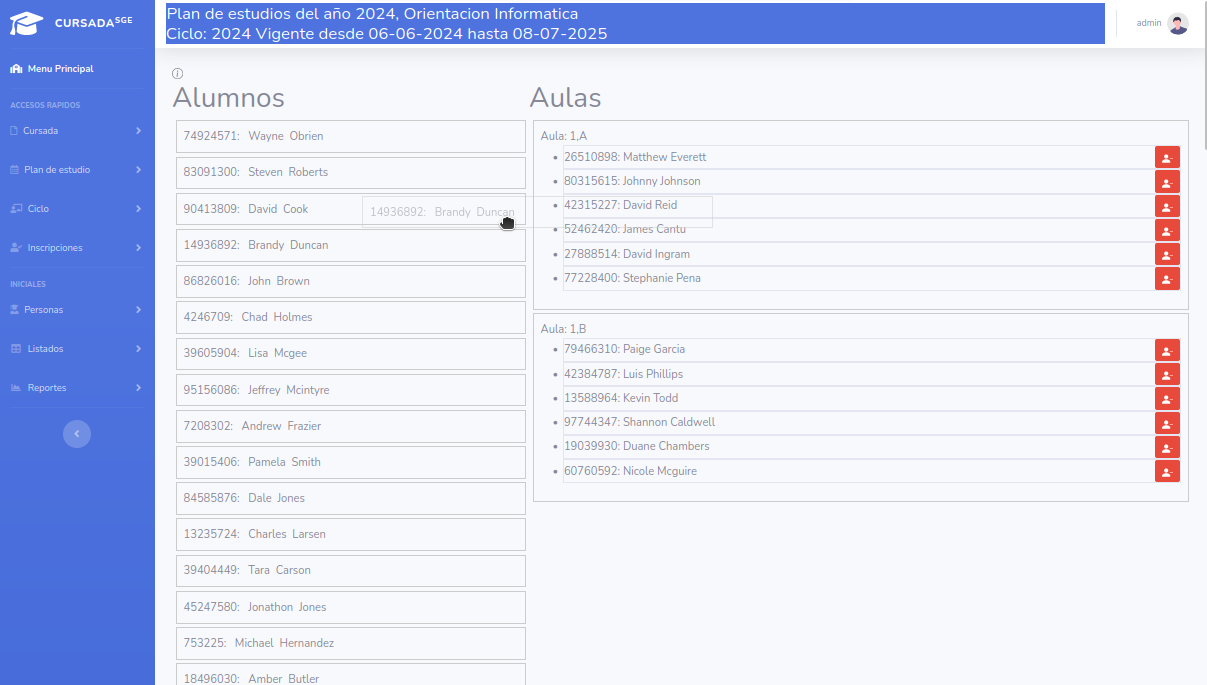 CURSADA SGE
Menu Principal
ACCESOS RAPIDOS
Cursada
Plan de estudio
Ciclo
Inscripciones
INICIALES
Personas
Listados
Reportes
Plan de estudios del año 2024, Orientacion Informatica
Ciclo: 2024 Vigente desde 06-06-2024 hasta 08-07-2025
admin
Alumnos
74924571: Wayne Obrien
83091300: Steven Roberts
90413809: David Cook
14936892: Brandy Duncan
14936892: Brandy Duncan
86826016: John Brown
4246709: Chad Holmes
39605904: Lisa Mcgee
95156086: Jeffrey Mcintyre
7208302: Andrew Frazier
39015406: Pamela Smith
84585876: Dale Jones
13235724: Charles Larsen
39404449: Tara Carson
45247580: Jonathon Jones
753225: Michael Hernandez
18496030: Amber Butler
Aulas
Aula: 1,A
26510898: Matthew Everett
80315615: Johnny Johnson
42315227: David Reid
52462420: James Cantu
27888514: David Ingram
77228400: Stephanie Pena
Aula: 1,B
79466310: Paige Garcia
42384787: Luis Phillips
13588964: Kevin Todd
97744347: Shannon Caldwell
19039930: Duane Chambers
60760592: Nicole Mcguire